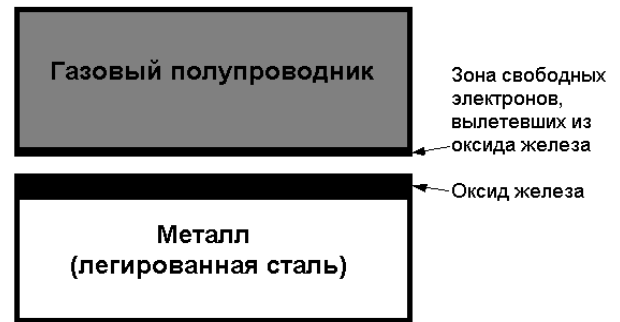 Газовый полупроводник
Зона свободных
электронов,
вылетевших из
оксида железа
Оксид железа
Металл
(легированная сталь)